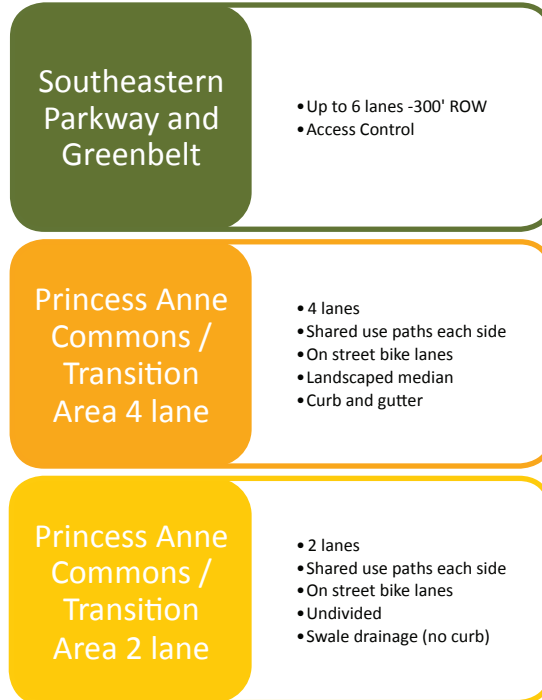 Southeastern
Parkway and
Greenbelt
•Up to 6 lanes -300' ROW
•Access Control
Princess Anne
Commons /
Transition
Area 4 lane
•4 lanes
•Shared use paths each side
•On street bike lanes
•Landscaped median
•Curb and gutter
Princess Anne
Commons /
Transition
Area 2 lane
•2 lanes
•Shared use paths each side
•On street bike lanes
•Undivided
•Swale drainage (no curb)